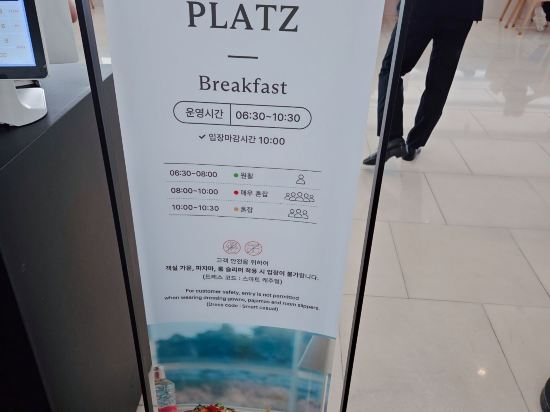 PLATZ
Breakfast
운영시간 06:30~10:30
✓ 입장마감시간 10:00
06:30~08:00 ● 원활
08:00~10:00 ● 매우 혼잡
10:00~10:30 ● 혼잡
고객 안전을 위하여
객실 가운, 파자마, 룸 슬리퍼 착용 시 입장이 불가합니다.
(드레스 코드 : 스마트 캐주얼)
For customer safety, entry is not permitted
when wearing dressing gowns, pajamas and room slippers.
(Dress code : Smart casual)